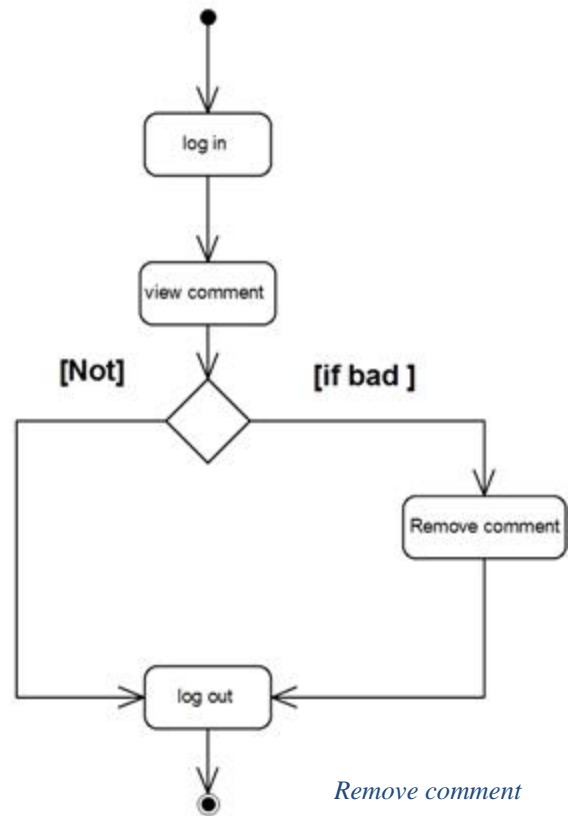 log in
view comment
[Not]
[if bad ]
Remove comment
log out
Remove comment